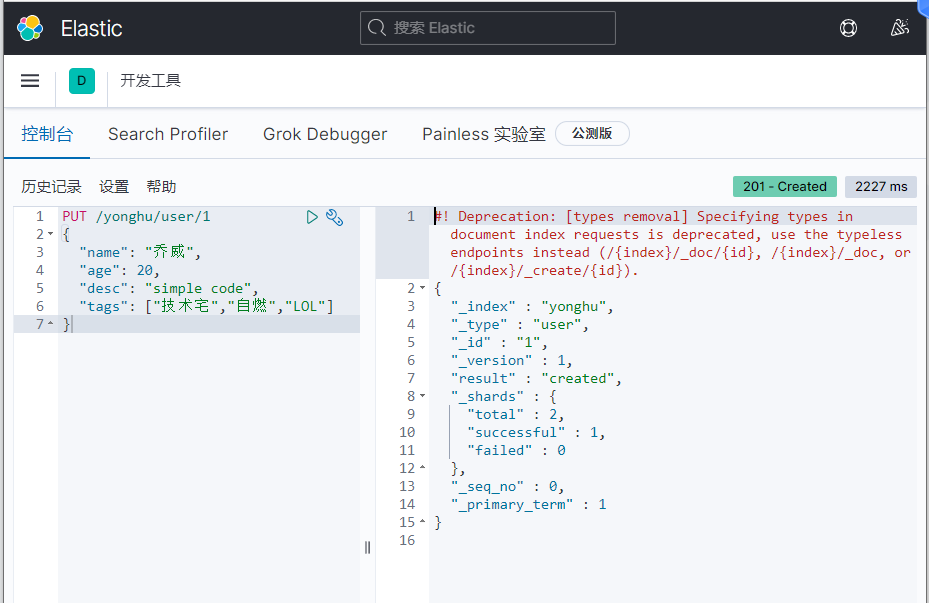 Elastic
搜索 Elastic
D
开发工具
控制台 Search Profiler Grok Debugger Painless 实验室 公测版
历史记录 设置 帮助
201 - Created 2227 ms
1 PUT /yonghu/user/1
2 {
3 "name": "乔威",
4 "age": 20,
5 "desc": "simple code",
6 "tags": ["技术宅","自燃","LOL"]
7 }
1 #! Deprecation: [types removal] Specifying types in
document index requests is deprecated, use the typeless
endpoints instead (/{index}/_doc/{id}, /{index}/_doc, or
/{index}/_create/{id}).
2 {
3 "_index" : "yonghu",
4 "_type" : "user",
5 "_id" : "1",
6 "_version" : 1,
7 "result" : "created",
8 "_shards" : {
9 "total" : 2,
10 "successful" : 1,
11 "failed" : 0
12 },
13 "_seq_no" : 0,
14 "_primary_term" : 1
15 }
16